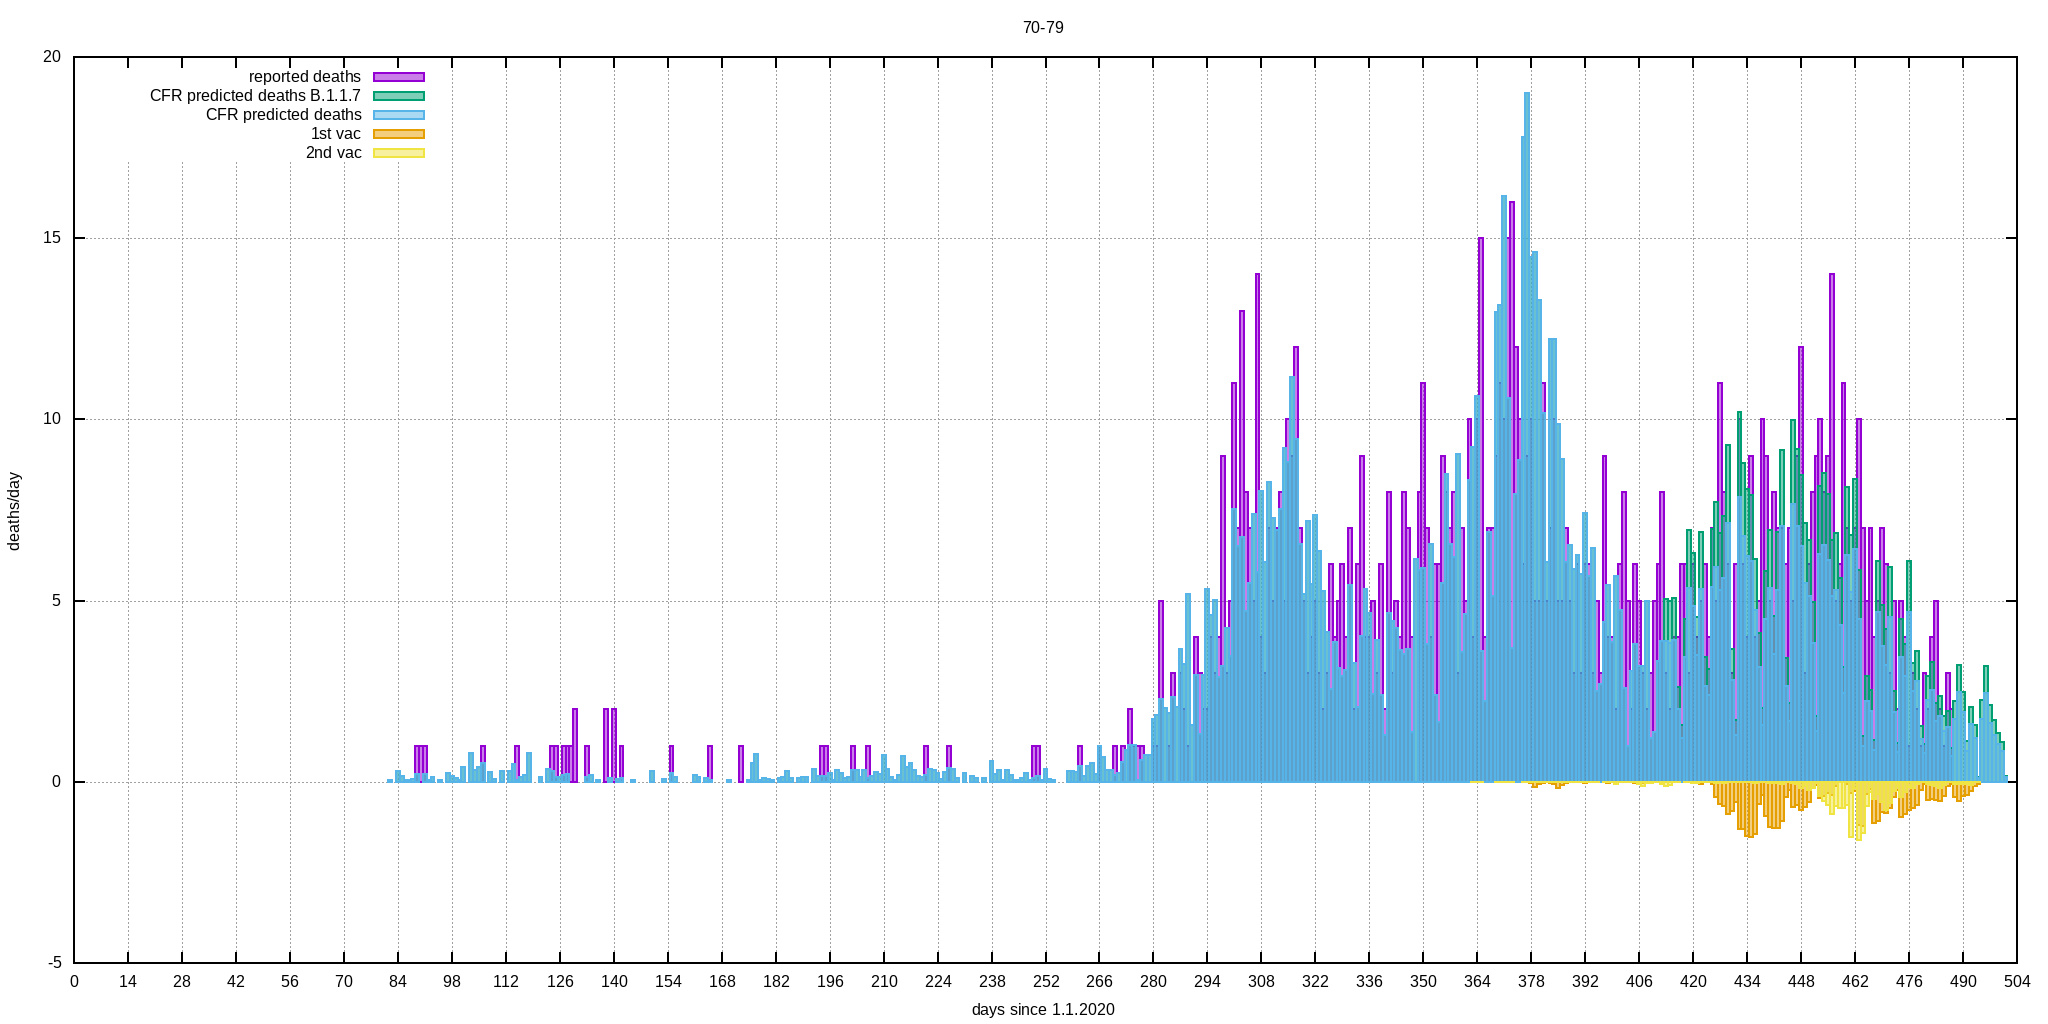 70-79
reported deaths
CFR predicted deaths B.1.1.7
CFR predicted deaths
1st vac
2nd vac
20
15
10
5
0
-5
deaths/day
0 14 28 42 56 70 84 98 112 126 140 154 168 182 196 210 224 238 252 266 280 294 308 322 336 350 364 378 392 406 420 434 448 462 476 490 504
days since 1.1.2020